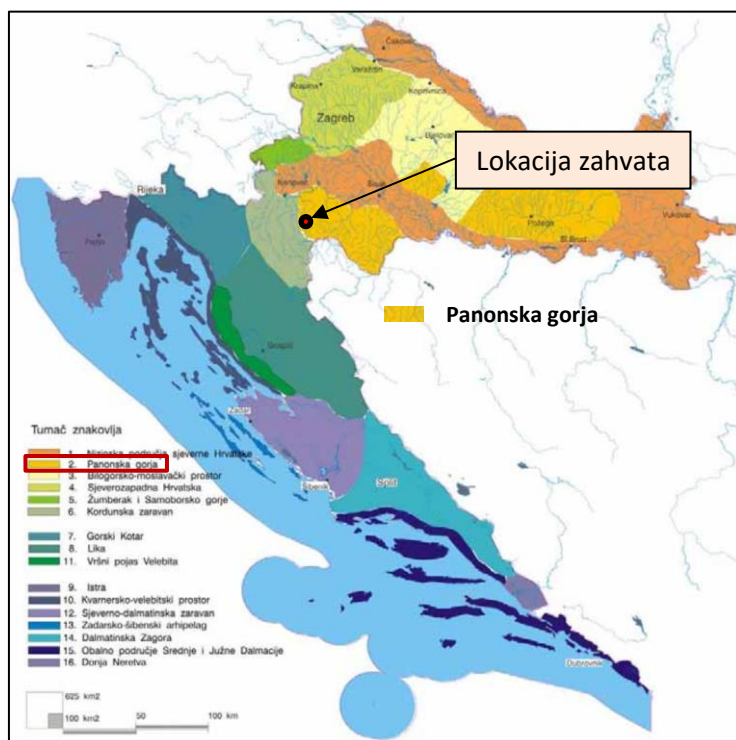 Čakovec
Varaždin
Krapina
Koprivnica
Zagreb
Bjelovar
Lokacija zahvata
Karlovac
Sisak
Rijeka
Požega
Vukovar
Sl.Brod
Pazin
Panonska gorja
Gospić
Zadar
Šibenik
Split
Dubrovnik
Tumač znakovlja
1. Nizinska područja sjeverne Hrvatske
2. Panonska gorja
3. Bilogorsko-moslavački prostor
4. Sjeverozapadna Hrvatska
5. Žumberak i Samoborsko gorje
6. Kordunska zaravan
7. Gorski Kotar
8. Lika
11. Vršni pojas Velebita
9. Istra
10. Kvarnersko-velebitski prostor
12. Sjeverno-dalmatinska zaravan
13. Zadarsko-šibenski arhipelag
14. Dalmatinska Zagora
15. Obalno područje Srednje i Južne Dalmacije
16. Donja Neretva
625 km2
100 km2 50 100 km